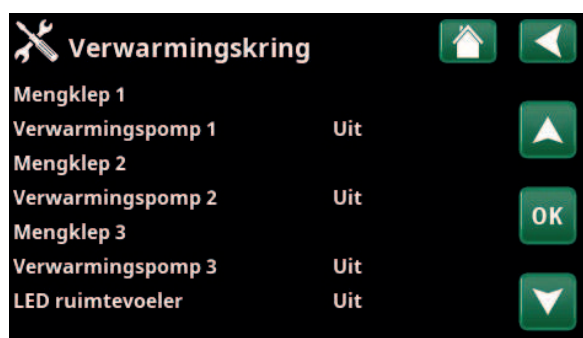 Verwarmingskring
Mengklep 1
Verwarmingspomp 1 Uit
Mengklep 2
Verwarmingspomp 2 Uit
OK
Mengklep 3
Verwarmingspomp 3 Uit
LED ruimtevoeler Uit